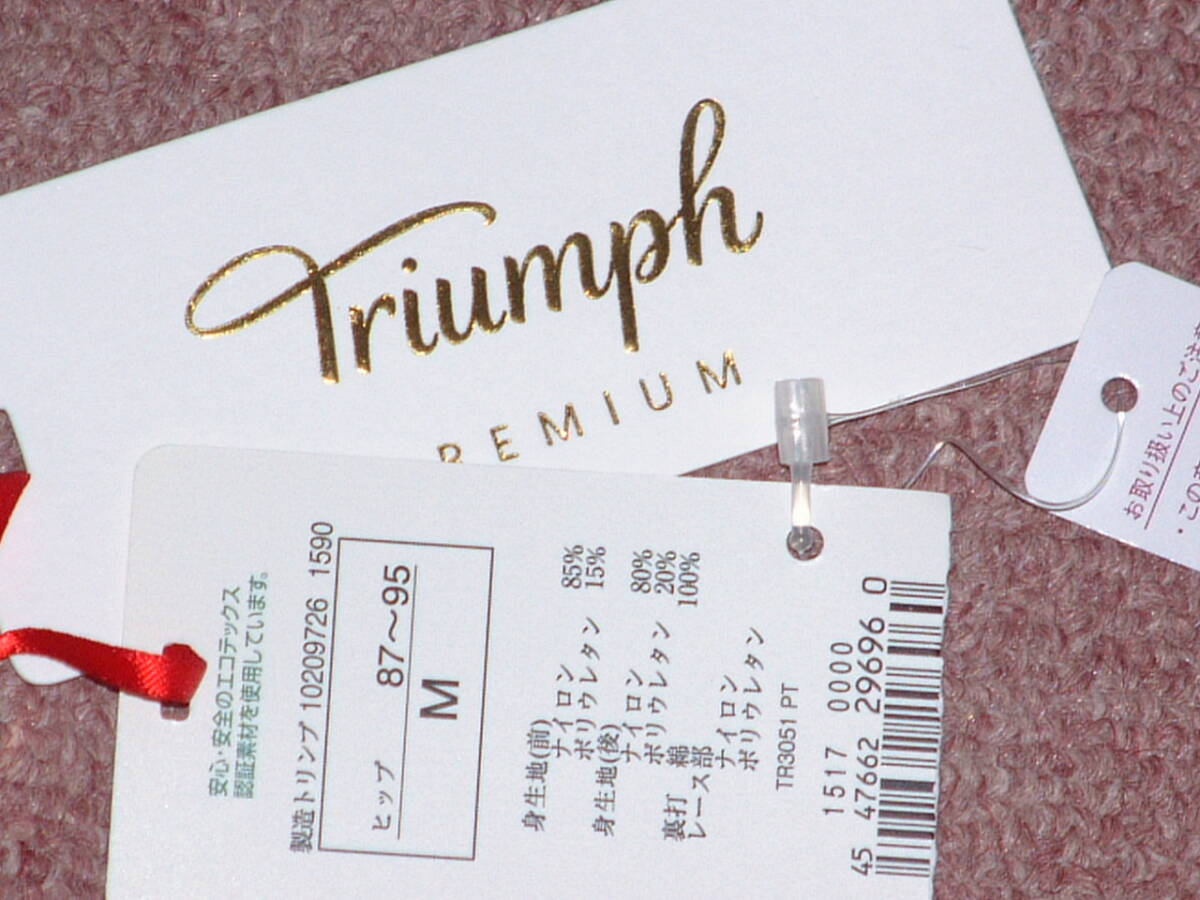 Triumph
REMIUM
安心・安全のエコテックス
認証素材を使用しています。
製造トリンプ 10209726 1590
ヒップ 87～95
M
身生地(前)
ナイロン 85%
ポリウレタン 15%
身生地(後)
ナイロン 80%
ポリウレタン 20%
裏打 綿 100%
レース部
ナイロン
ポリウレタン
TR3051 PT
1517 0000
45 47662 29696 0
お取り扱い上のご注
・この